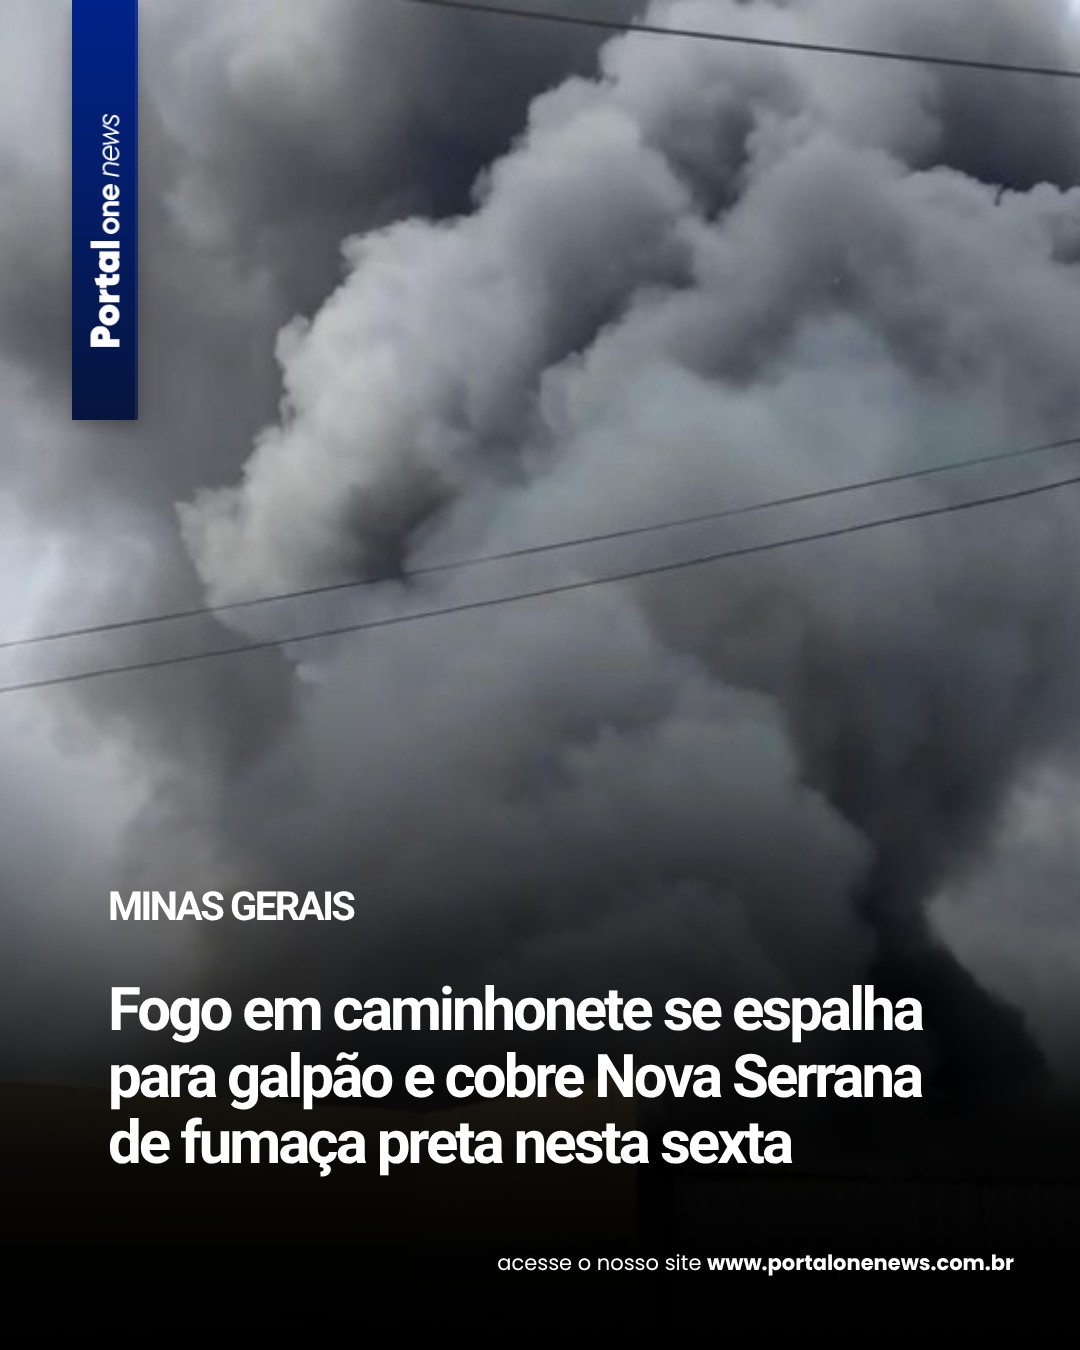 Portal one news
MINAS GERAIS
Fogo em caminhonete se espalha
para galpão e cobre Nova Serrana
de fumaça preta nesta sexta
acesse o nosso site www.portalonenews.com.br